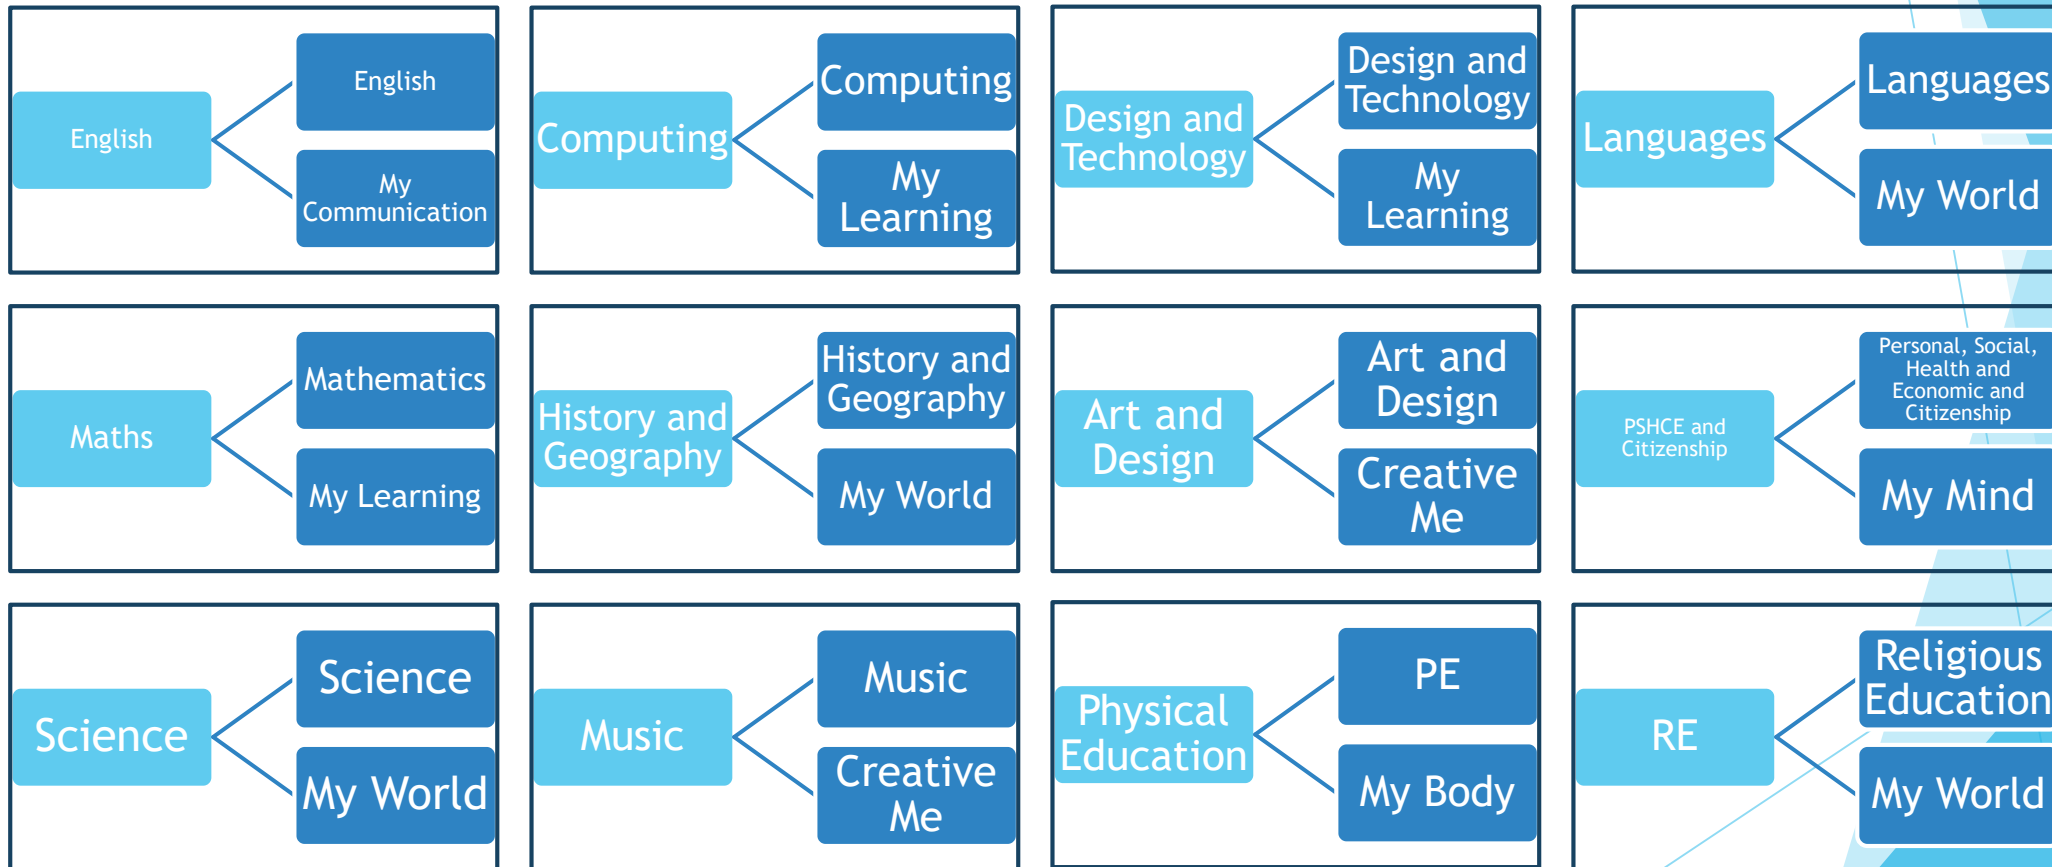 English
English
My
Communication
Computing
Computing
My
Learning
Design and
Technology
Design and
Technology
My
Learning
Languages
Languages
My World
Maths
Mathematics
My Learning
History and
Geography
History and
Geography
My World
Art and
Design
Art and
Design
Creative
Me
PSHCE and
Citizenship
Personal, Social,
Health and
Economic and
Citizenship
My Mind
Science
Science
My World
Music
Music
Creative
Me
Physical
Education
PE
My Body
RE
Religious
Education
My World